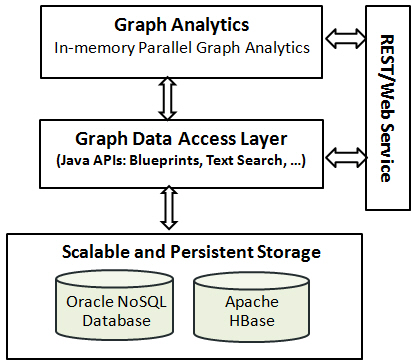 Graph Analytics
In-memory Parallel Graph Analytics
REST/Web Service
Graph Data Access Layer
(Java APIs: Blueprints, Text Search, ...)
Scalable and Persistent Storage
Oracle NoSQL
Database
Apache
HBase